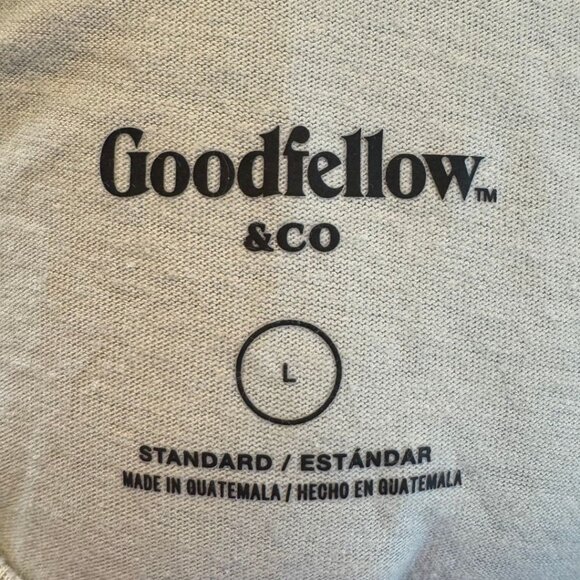 Goodfellow™
&CO
L
STANDARD / ESTÁNDAR
MADE IN GUATEMALA / HECHO EN GUATEMALA